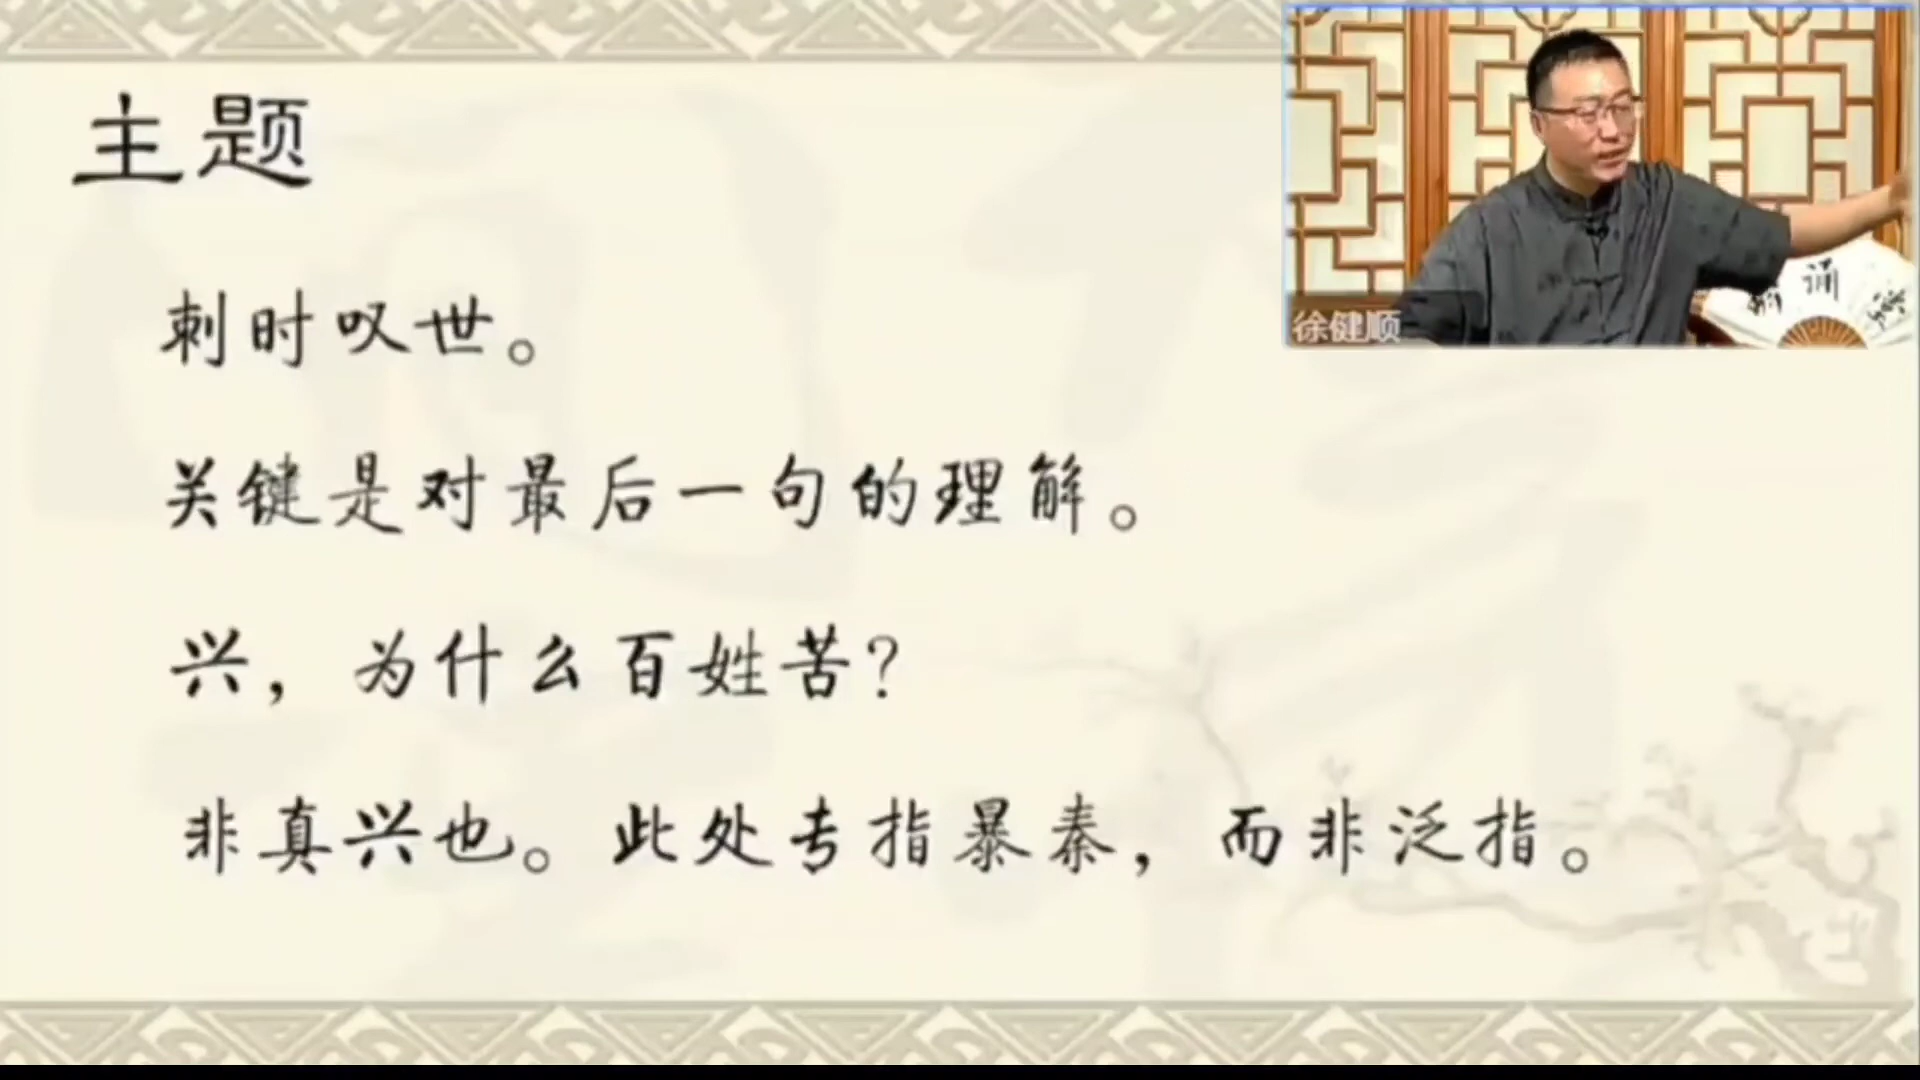 主题
刺时叹世。
关键是对最后一句的理解。
兴，为什么百姓苦？
非真兴也。此处专指暴秦，而非泛指。
徐健顺
诵